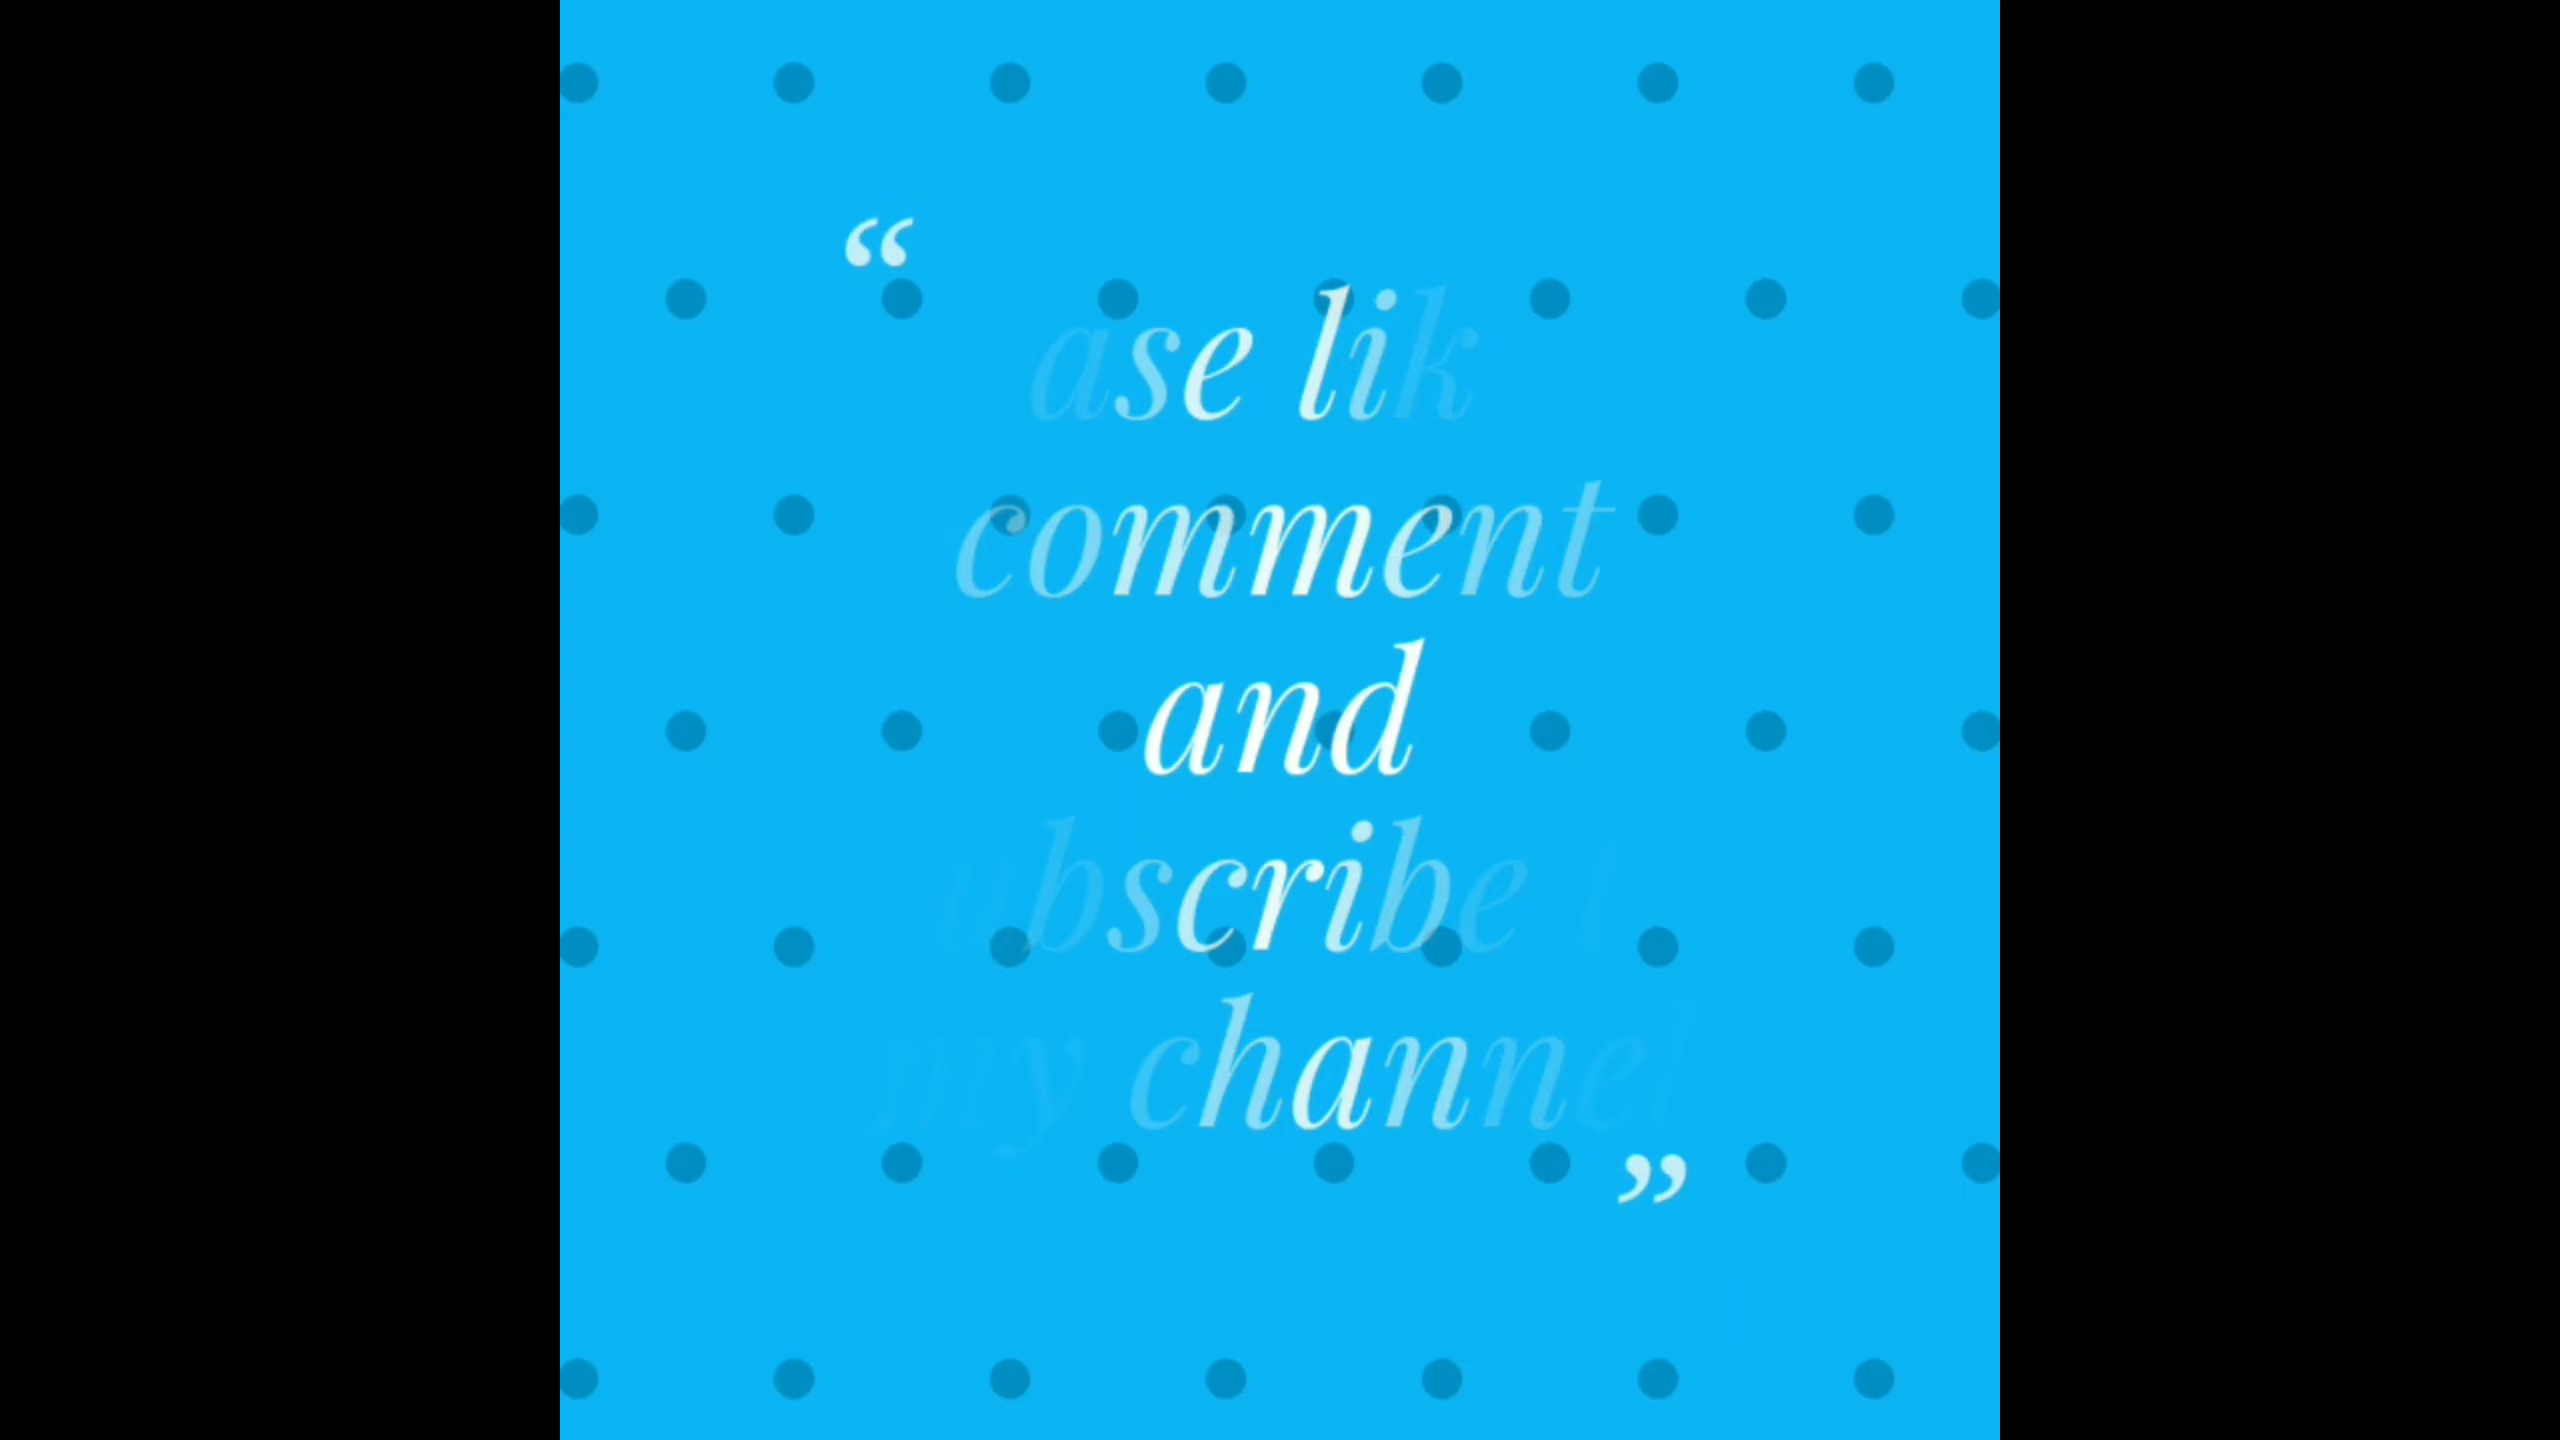 “
ase lik
comment
and
ubscribe t
my channel
”